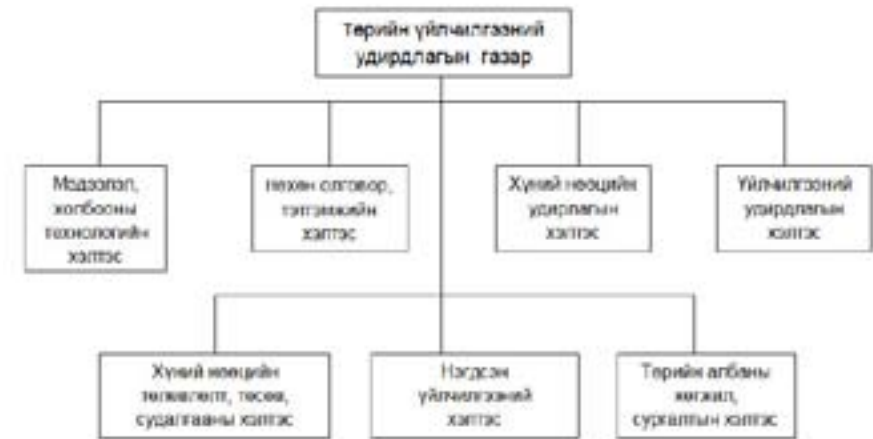 Төрийн үйлчилгээний
удирдлагын газар
Мэдээлэл,
холбооны
технологийн
хэлтэс
нөхөн олговор,
тэтгэмжийн
хэлтэс
Хүний нөөцийн
удирлагын
хэлтэс
Үйлчилгээний
удирдлагын
хэлтэс
Хүний нөөцийн
төлөвлөлт, төсөв,
судалгааны хэлтэс
Нэгдсэн
үйлчилгээний
хэлтэс
Төрийн албаны
хөгжил,
сургалтын хэлтэс